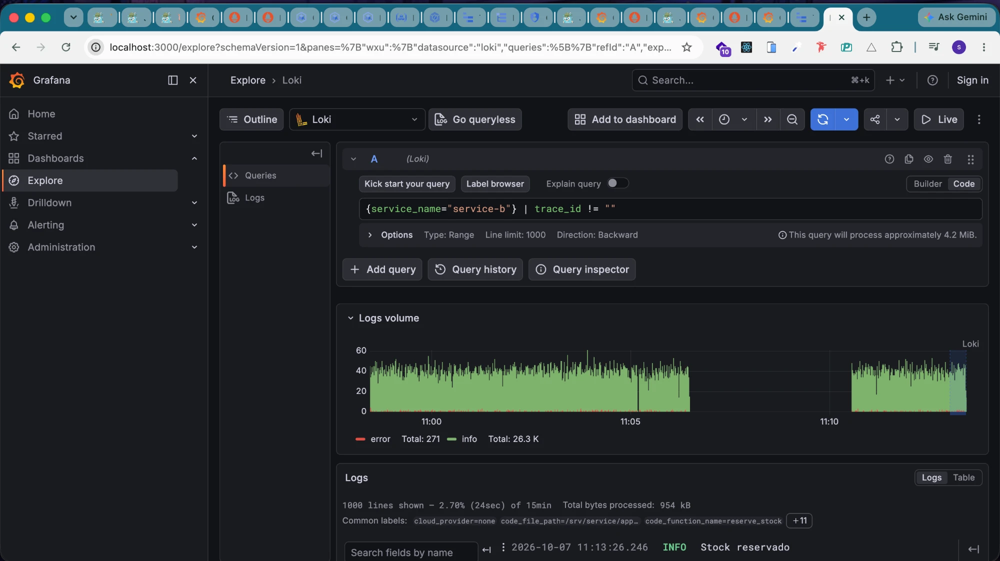 Ask Gemini
localhost:3000/explore?schemaVersion=1&panes=%7B"wxu":%7B"datasource":"loki","queries":%5B%7B"refId":"A","exp...
10
S
Grafana
Explore › Loki
Search...
⌘+k
Sign in
Home
Starred
Dashboards
Explore
Drilldown
Alerting
Administration
Outline
Loki
Go queryless
Add to dashboard
Live
Queries
Logs
A (Loki)
Kick start your query
Label browser
Explain query
Builder
Code
{service_name="service-b"} | trace_id != ""
Options Type: Range Line limit: 1000 Direction: Backward
This query will process approximately 4.2 MiB.
+ Add query
Query history
Query inspector
Logs volume
Loki
60
40
20
0
11:00
11:05
11:10
error Total: 271 info Total: 26.3 K
Logs
Logs
Table
1000 lines shown — 2.70% (24sec) of 15min Total bytes processed: 954 kB
Common labels: cloud_provider=none code_file_path=/srv/service/app… code_function_name=reserve_stock +11
Search fields by name
2026-10-07 11:13:26.246 INFO Stock reservado